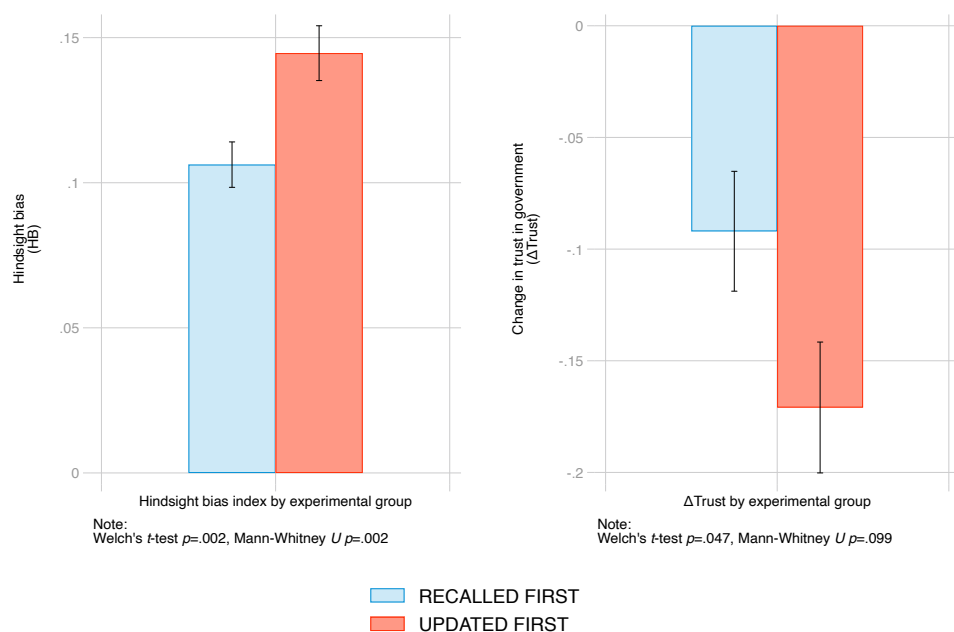 .15
.1
.05
0
Hindsight bias
(HB)
Hindsight bias index by experimental group
Note:
Welch's t-test p=.002, Mann-Whitney U p=.002
0
-.05
-.1
-.15
-.2
Change in trust in government
(ΔTrust)
ΔTrust by experimental group
Note:
Welch's t-test p=.047, Mann-Whitney U p=.099
RECALLED FIRST
UPDATED FIRST